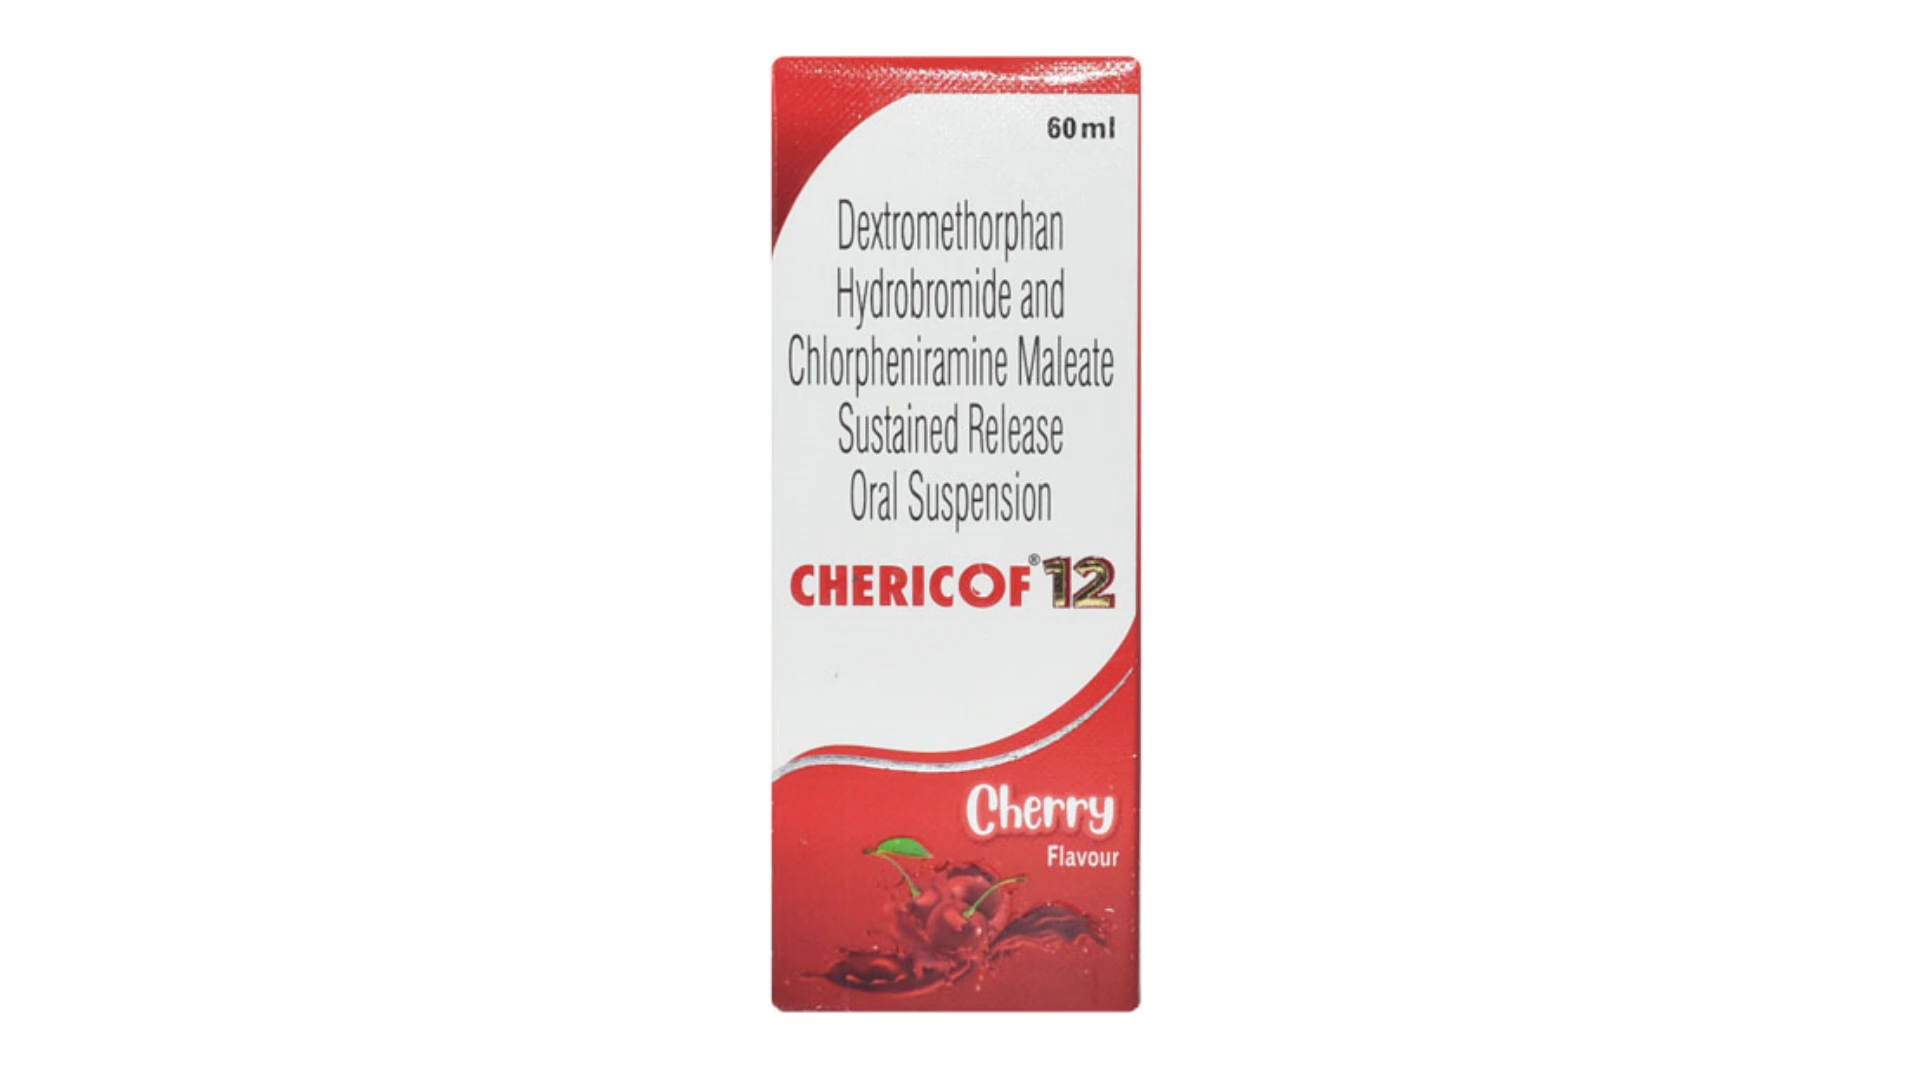 60ml
Dextromethorphan
Hydrobromide and
Chlorpheniramine Maleate
Sustained Release
Oral Suspension
CHERICOF® 12
Cherry
Flavour